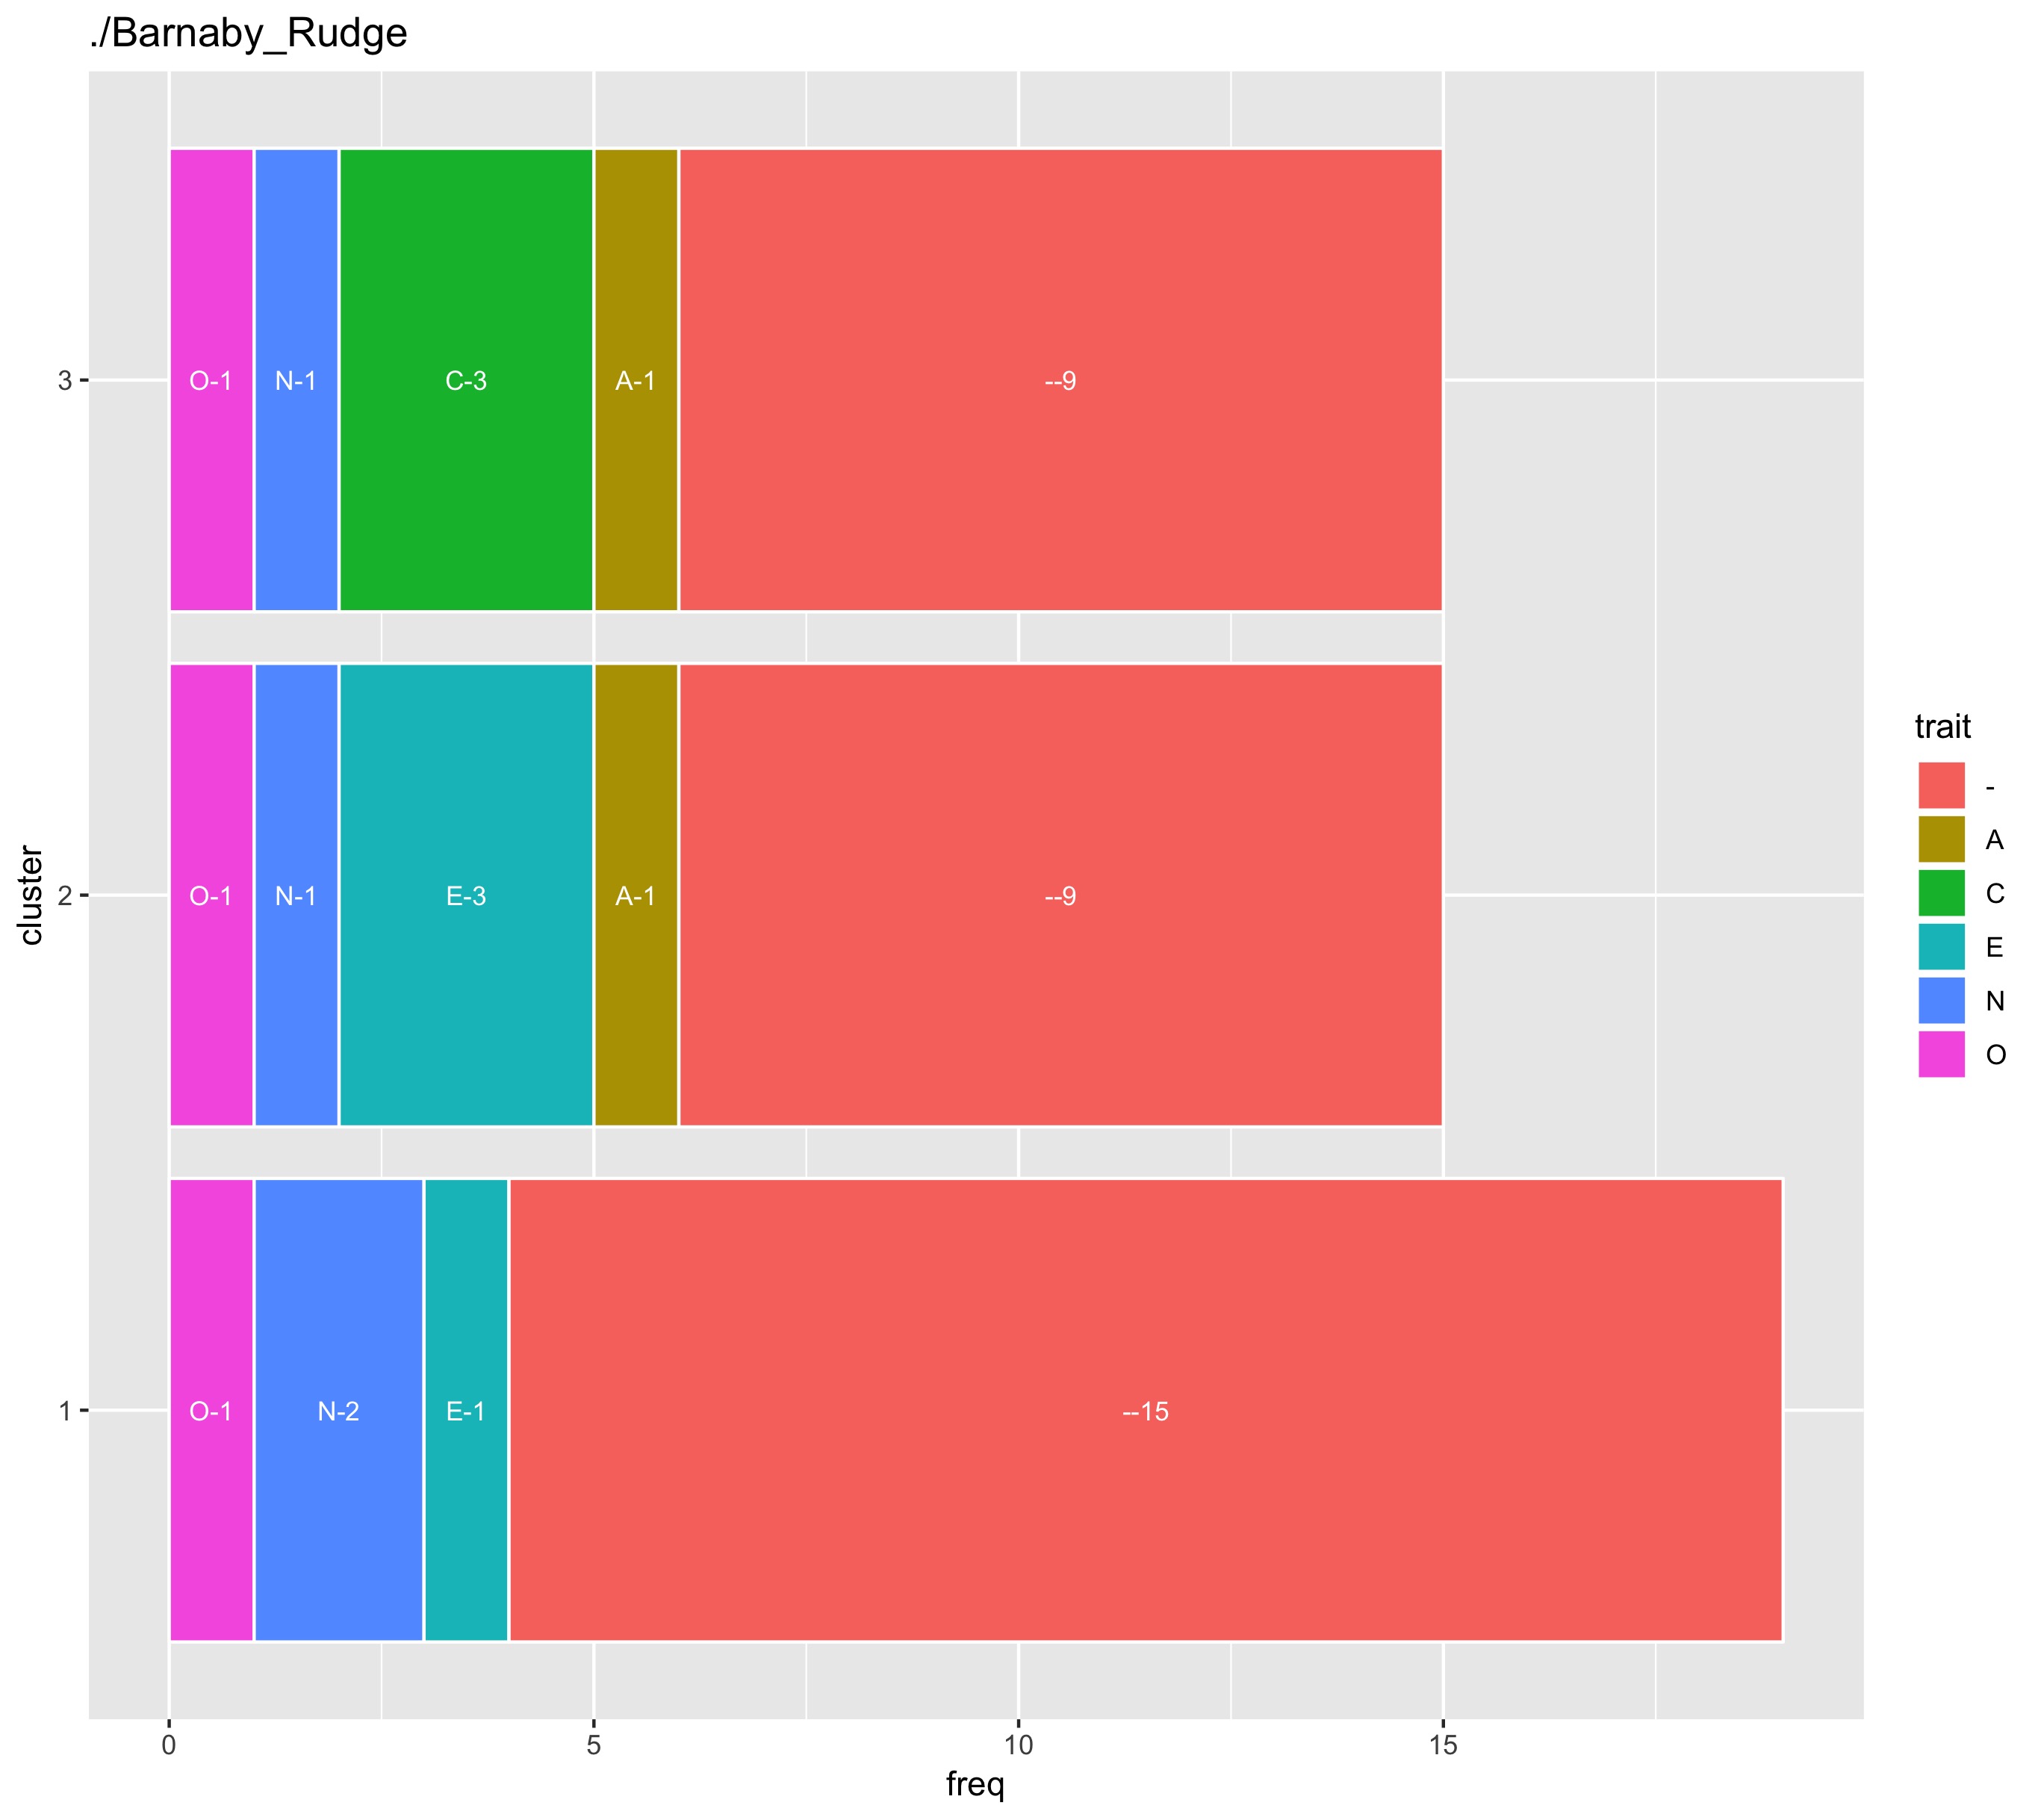 ./Barnaby_Rudge
3
O-1 N-1 C-3 A-1 --9
2
O-1 N-1 E-3 A-1 --9
1
O-1 N-2 E-1 --15
cluster
0 5 10 15
freq
trait
-
A
C
E
N
O